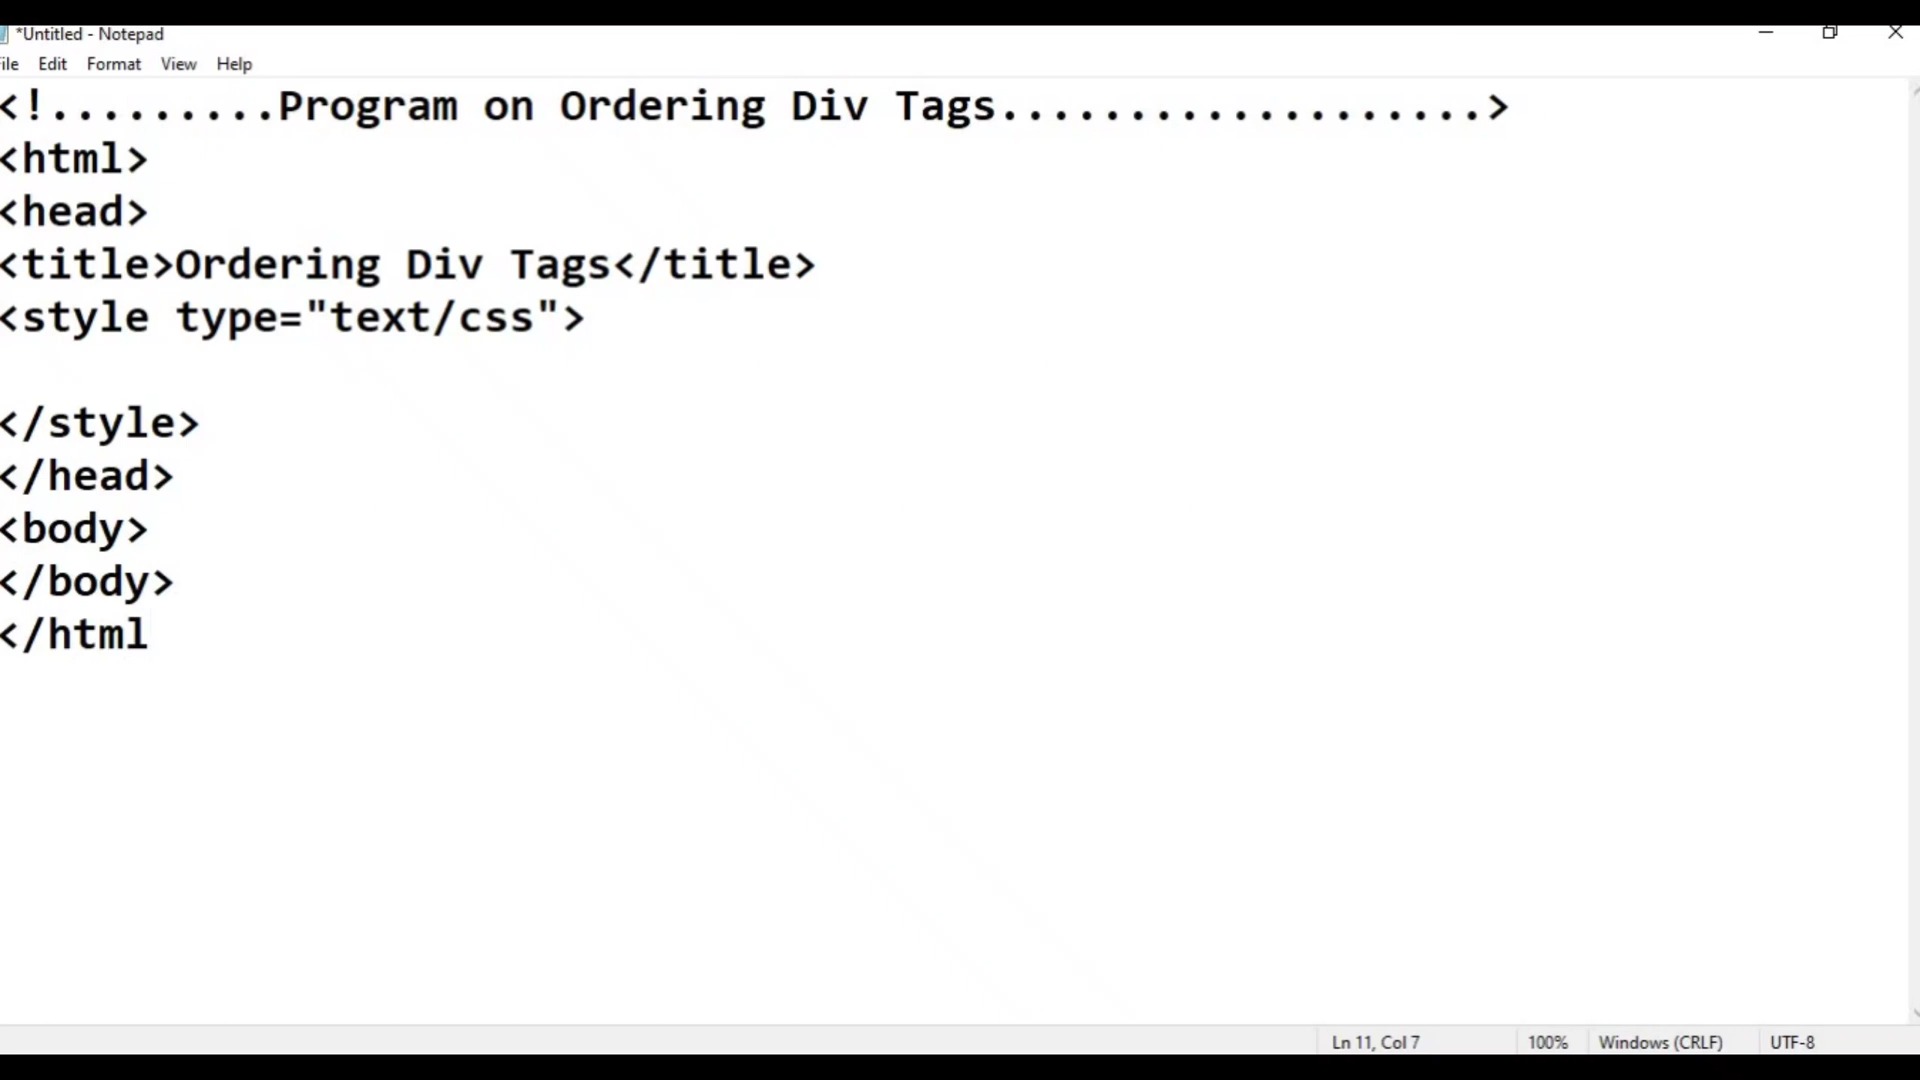 *Untitled - Notepad
ile Edit Format View Help
<!.........Program on Ordering Div Tags...................>
<html>
<head>
<title>Ordering Div Tags</title>
<style type="text/css">
</style>
</head>
<body>
</body>
</html
Ln 11, Col 7 100% Windows (CRLF) UTF-8